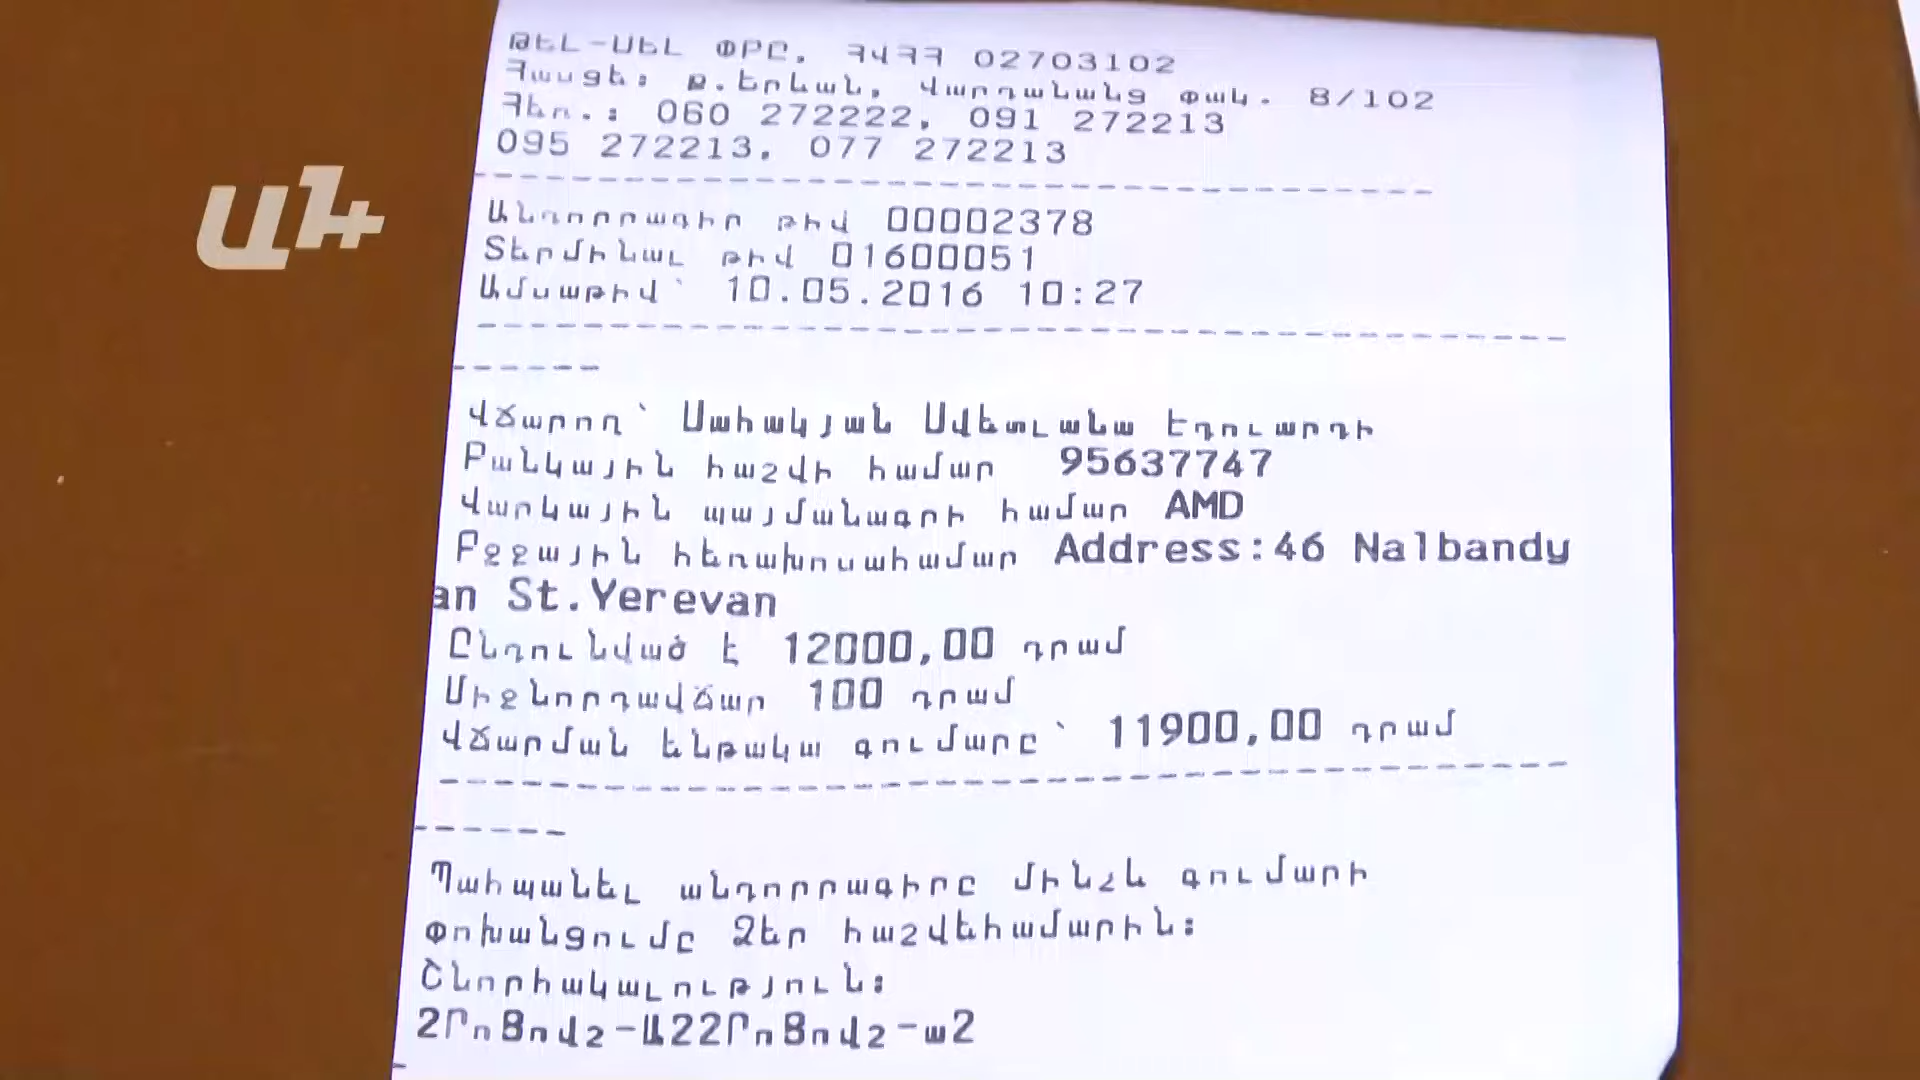 ԹԵԼ-ՍԵԼ ՓԲԸ, ՀՎՀՀ 02703102
Հասցե: ք.Երևան, Վարդանանց փակ. 8/102
Հեռ.: 060 272222, 091 272213
095 272213, 077 272213
Ան
Անդորրագիր թիվ 00002378
Տերմինալ թիվ 01600051
Ամսաթիվ՝ 10.05.2016 10:27
Վճարող՝ Սահակյան Սվետլանա Էդուարդի
Բանկային հաշվի համար 95637747
Վարկային պայմանագրի համար AMD
Բջջային հեռախոսահամար Address:46 Nalbandy
an St.Yerevan
Ընդունված է 12000,00 դրամ
Միջնորդավճար 100 դրամ
Վճարման ենթակա գումարը՝ 11900,00 դրամ
Պահպանել անդորրագիրը մինչև գումարի
փոխանցումը Ձեր հաշվեհամարին:
Շնորհակալություն: